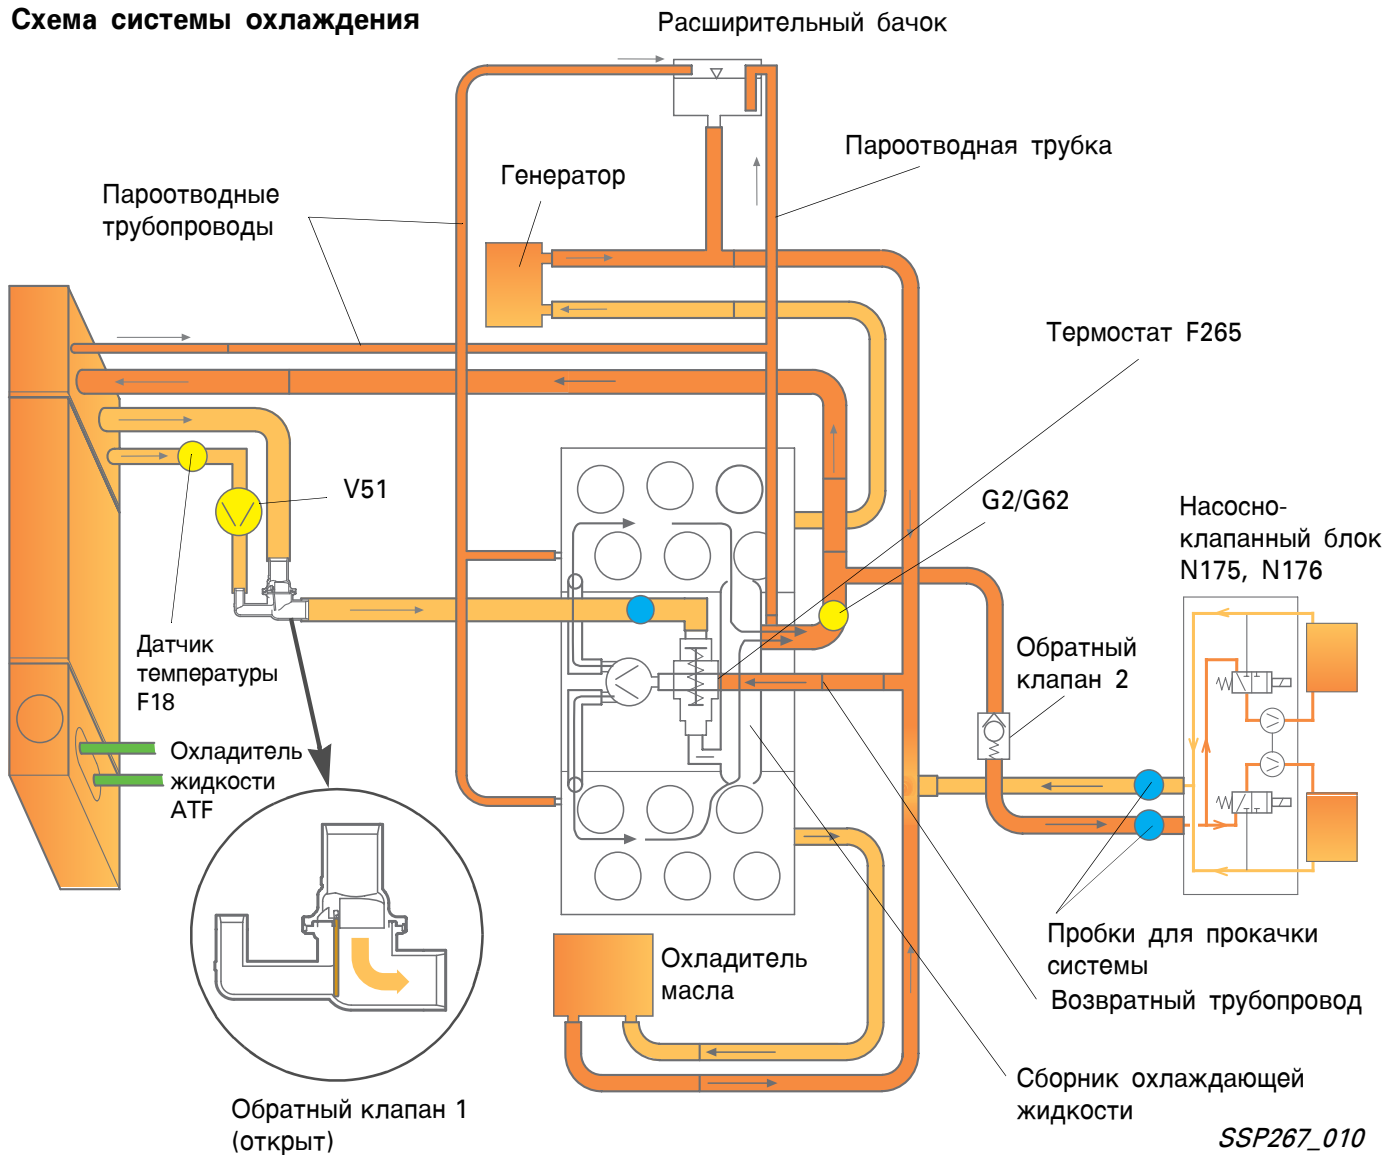 Схема системы охлаждения
Расширительный бачок
Пароотводная трубка
Генератор
Пароотводные
трубопроводы
Термостат F265
V51
G2/G62
Насосно-
клапанный блок
N175, N176
Датчик
температуры
F18
Обратный
клапан 2
Охладитель
жидкости
ATF
Пробки для прокачки
системы
Охладитель
масла
Возвратный трубопровод
Сборник охлаждающей
жидкости
Обратный клапан 1
(открыт)
SSP267_010